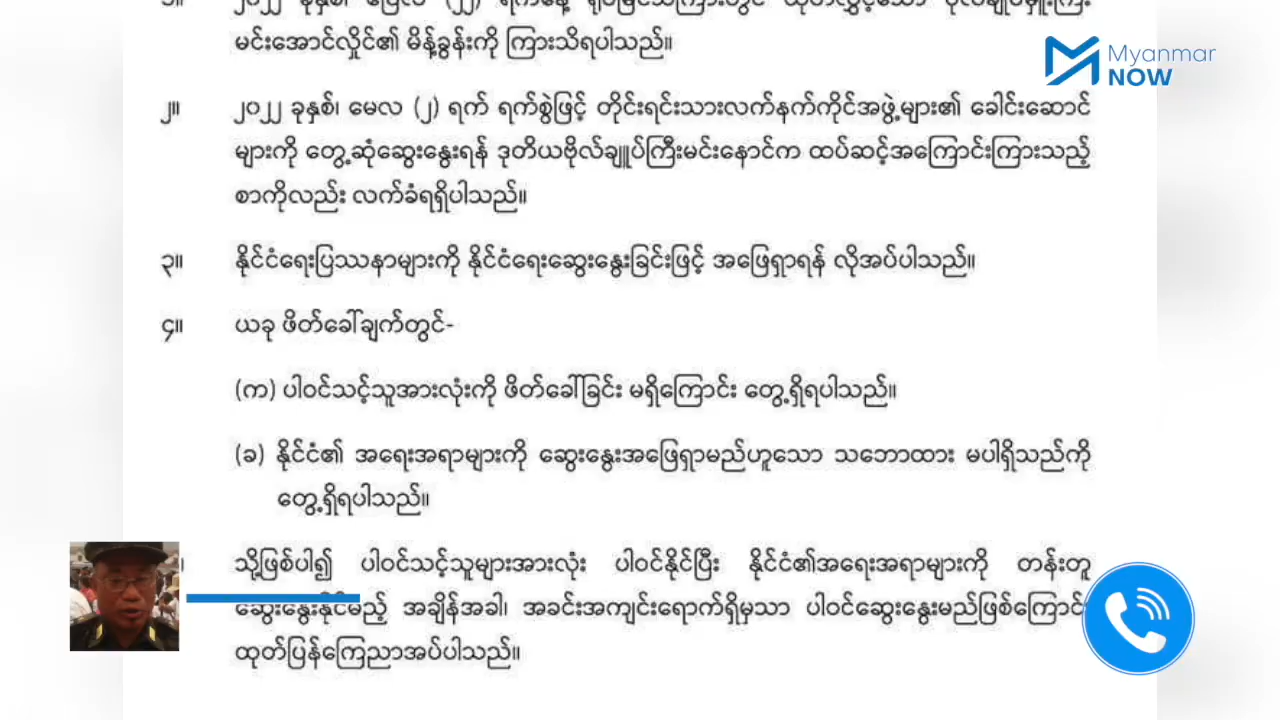 မင်းအောင်လှိုင်၏ မိန့်ခွန်းကို ကြားသိရပါသည်။
Myanmar
NOW
၂။ ၂၀၂၂ ခုနှစ်၊ မေလ (၂) ရက် ရက်စွဲဖြင့် တိုင်းရင်းသားလက်နက်ကိုင်အဖွဲ့များ၏ ခေါင်းဆောင်
များကို တွေ့ဆုံဆွေးနွေးရန် ဒုတိယဗိုလ်ချူပ်ကြီးမင်းနောင်က ထပ်ဆင့်အကြောင်းကြားသည့်
စာကိုလည်း လက်ခံရရှိပါသည်။
၃။ နိုင်ငံရေးပြဿနာများကို နိုင်ငံရေးဆွေးနွေးခြင်းဖြင့် အဖြေရှာရန် လိုအပ်ပါသည်။
၄။ ယခု ဖိတ်ခေါ်ချက်တွင်-
(က) ပါဝင်သင့်သူအားလုံးကို ဖိတ်ခေါ်ခြင်း မရှိကြောင်း တွေ့ရှိရပါသည်။
(ခ) နိုင်ငံ၏ အရေးအရာများကို ဆွေးနွေးအဖြေရှာမည်ဟူသော သဘောထား မပါရှိသည်ကို
တွေ့ရှိရပါသည်။
သို့ဖြစ်ပါ၍ ပါဝင်သင့်သူများအားလုံး ပါဝင်နိုင်ပြီး နိုင်ငံ၏အရေးအရာများကို တန်းတူ
ဆွေးနွေးနိုင်မည့် အချိန်အခါ၊ အခင်းအကျင်းရောက်ရှိမှသာ ပါဝင်ဆွေးနွေးမည်ဖြစ်ကြောင်း
ထုတ်ပြန်ကြေညာအပ်ပါသည်။